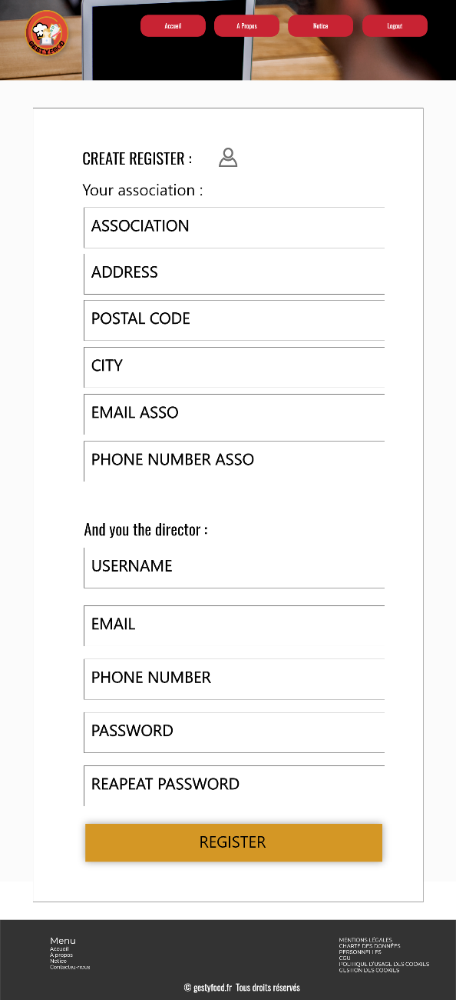 GESTYFOOD
Accueil
A Propos
Notice
Logout
CREATE REGISTER :
Your association :
ASSOCIATION
ADDRESS
POSTAL CODE
CITY
EMAIL ASSO
PHONE NUMBER ASSO
And you the director :
USERNAME
EMAIL
PHONE NUMBER
PASSWORD
REAPEAT PASSWORD
REGISTER
Menu
Accueil
A propos
Notice
Contactez-nous
MENTIONS LÉGALES
CHARTE DES DONNÉES
PERSONNELLES
CGU
POLITIQUE D'USAGE DES COOKIES
GESTION DES COOKIES
© gestyfood.fr Tous droits résérvés